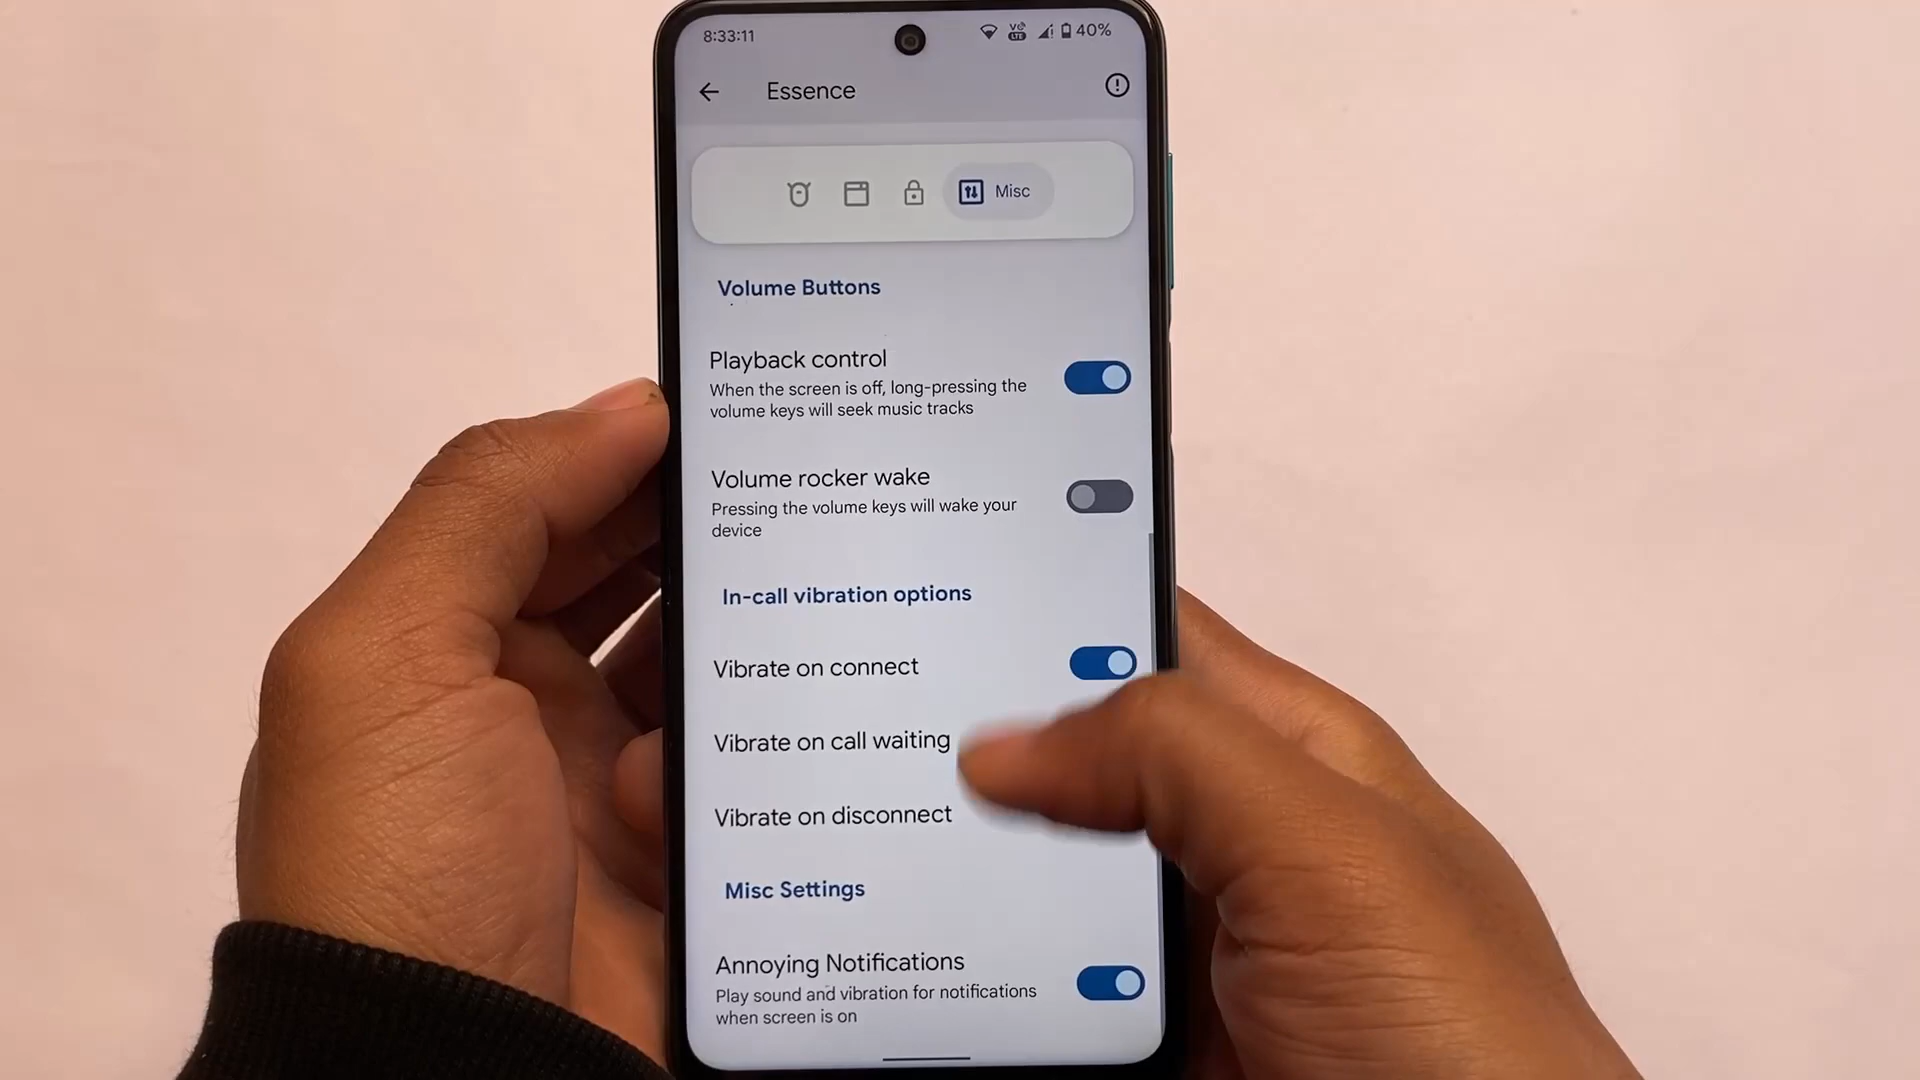 8:33:11
VO
LTE
40%
Essence
Misc
Volume Buttons
Playback control
When the screen is off, long-pressing the
volume keys will seek music tracks
Volume rocker wake
Pressing the volume keys will wake your
device
In-call vibration options
Vibrate on connect
Vibrate on call waiting
Vibrate on disconnect
Misc Settings
Annoying Notifications
Play sound and vibration for notifications
when screen is on